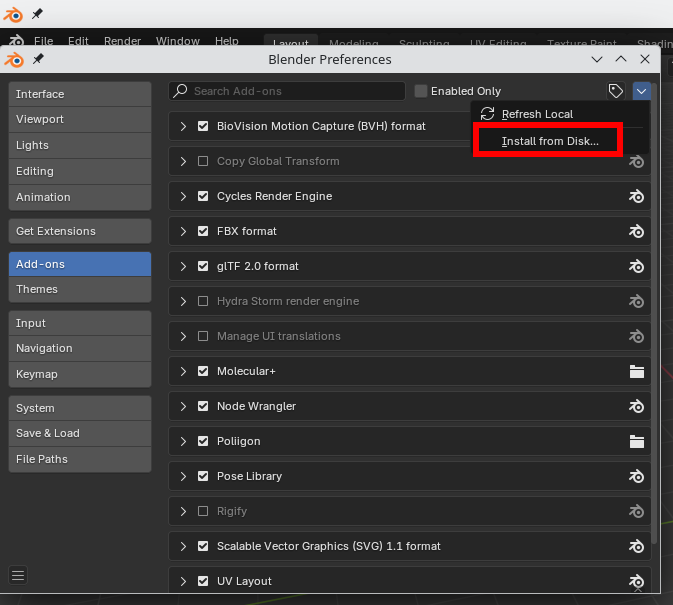 File Edit Render Window Help Layout Modeling Sculpting UV Editing Texture Paint Shadin
Blender Preferences
Interface
Viewport
Lights
Editing
Animation
Get Extensions
Add-ons
Themes
Input
Navigation
Keymap
System
Save & Load
File Paths
Search Add-ons
Enabled Only
Refresh Local
Install from Disk...
BioVision Motion Capture (BVH) format
Copy Global Transform
Cycles Render Engine
FBX format
glTF 2.0 format
Hydra Storm render engine
Manage UI translations
Molecular+
Node Wrangler
Poliigon
Pose Library
Rigify
Scalable Vector Graphics (SVG) 1.1 format
UV Layout